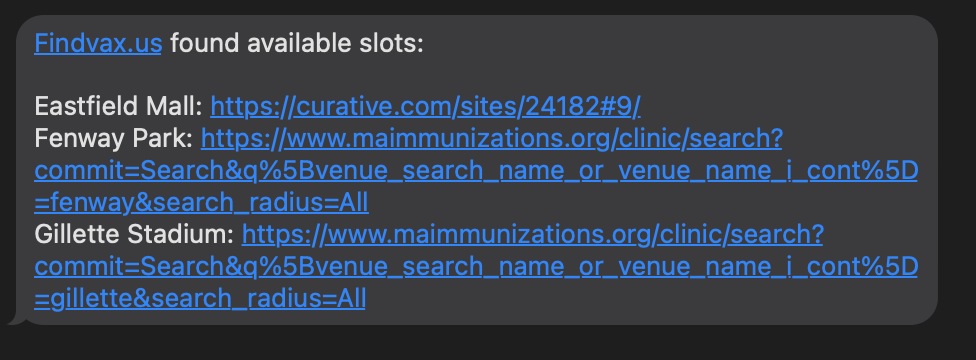 Findvax.us found available slots:
Eastfield Mall: https://curative.com/sites/24182#9/
Fenway Park: https://www.maimmunizations.org/clinic/search?
commit=Search&q%5Bvenue_search_name_or_venue_name_i_cont%5D
=fenway&search_radius=All
Gillette Stadium: https://www.maimmunizations.org/clinic/search?
commit=Search&q%5Bvenue_search_name_or_venue_name_i_cont%5D
=gillette&search_radius=All